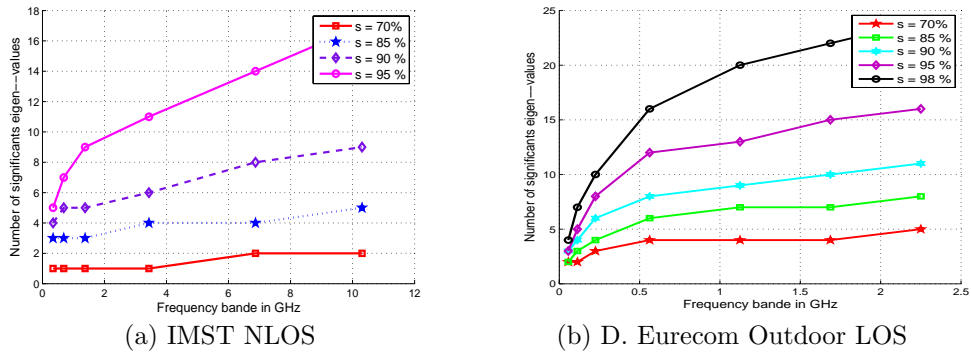 18
16
14
12
10
8
6
4
2
0
Number of significants eigen−−values
0 2 4 6 8 10 12
Frequency bande in GHz
s = 70%
s = 85 %
s = 90 %
s = 95 %
(a) IMST NLOS
25
20
15
10
5
0
Number of significants eigen−−values
0 0.5 1 1.5 2 2.5
Frequency bande in GHz
s = 70%
s = 85 %
s = 90 %
s = 95 %
s = 98 %
(b) D. Eurecom Outdoor LOS